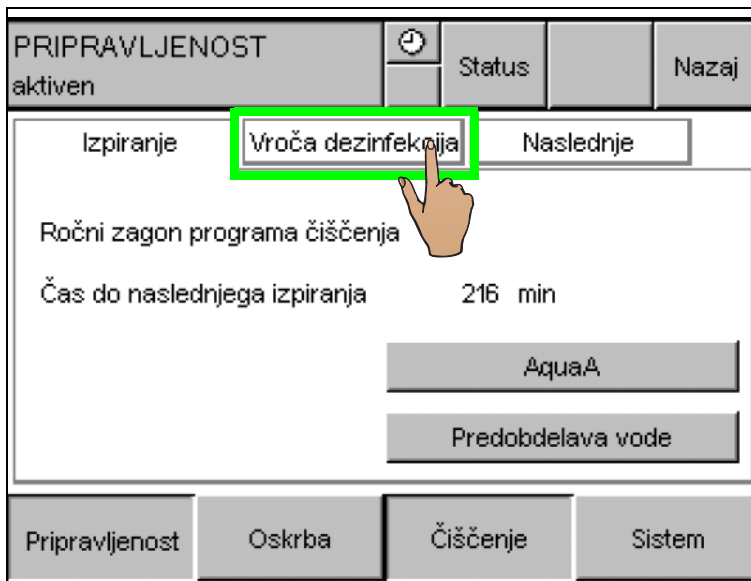 PRIPRAVLJENOST
aktiven
Status
Nazaj
Izpiranje
Vroča dezinfekcija
Naslednje
Ročni zagon programa čiščenja
Čas do naslednjega izpiranja 216 min
AquaA
Predobdelava vode
Pripravljenost
Oskrba
Čiščenje
Sistem